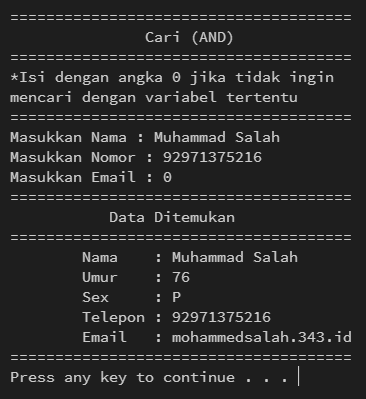 ======================================
Cari (AND)
======================================
*Isi dengan angka 0 jika tidak ingin
mencari dengan variabel tertentu
======================================
Masukkan Nama : Muhammad Salah
Masukkan Nomor : 92971375216
Masukkan Email : 0
======================================
Data Ditemukan
======================================
Nama : Muhammad Salah
Umur : 76
Sex : P
Telepon : 92971375216
Email : mohammedsalah.343.id
======================================
Press any key to continue . . .